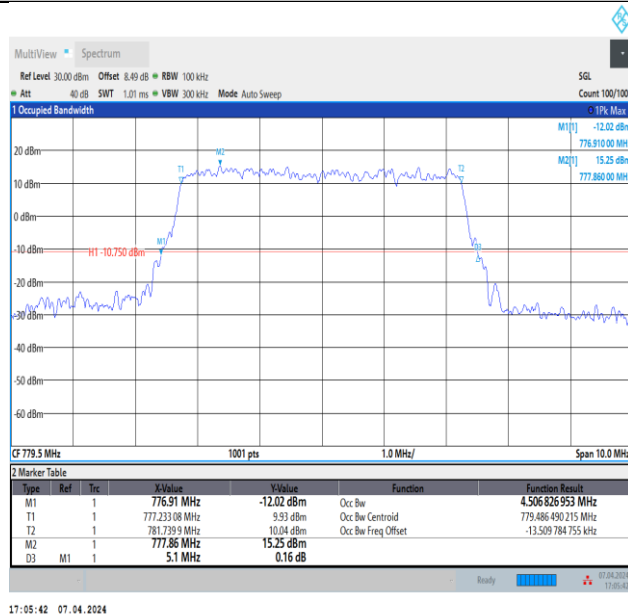 MultiView Spectrum
Ref Level 30.00 dBm Offset 8.49 dB RBW 100 kHz SGL
Att 40 dB SWT 1.01 ms VBW 300 kHz Mode Auto Sweep Count 100/100
1 Occupied Bandwidth 1Pk Max
M1[1] -12.02 dBm
776.910 00 MHz
M2[1] 15.25 dBm
777.860 00 MHz
20 dBm
T1 M2 T2
10 dBm
0 dBm
M1
D3
-10 dBm
H1 -10.750 dBm
-20 dBm
-30 dBm
-40 dBm
-50 dBm
-60 dBm
CF 779.5 MHz 1001 pts 1.0 MHz/ Span 10.0 MHz
2 Marker Table
Type Ref Trc X-Value Y-Value Function Function Result
M1 1 776.91 MHz -12.02 dBm Occ Bw 4.506 826 953 MHz
T1 1 777.233 08 MHz 9.93 dBm Occ Bw Centroid 779.486 490 215 MHz
T2 1 781.739 9 MHz 10.04 dBm Occ Bw Freq Offset -13.509 784 755 kHz
M2 1 777.86 MHz 15.25 dBm
D3 M1 1 5.1 MHz 0.16 dB
Ready 07.04.2024
17:05:42
17:05:42 07.04.2024